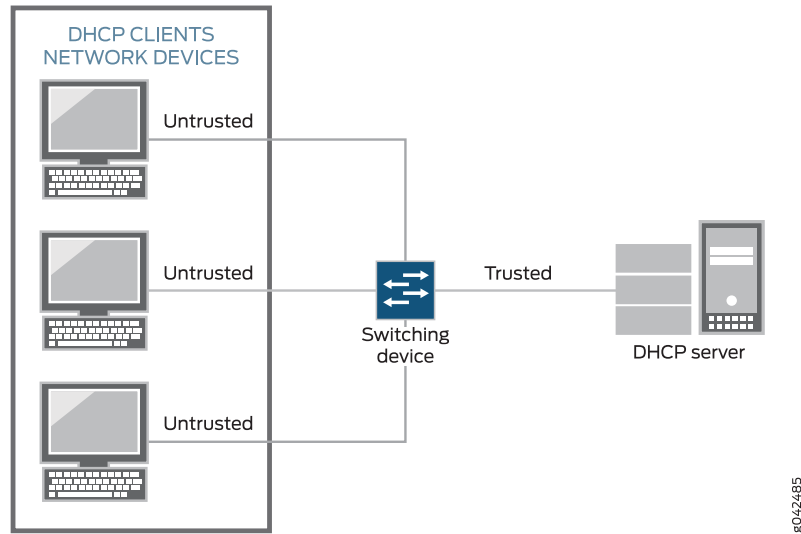 DHCP CLIENTS
NETWORK DEVICES
Untrusted
Untrusted
Trusted
Switching
device
DHCP server
Untrusted
g042485